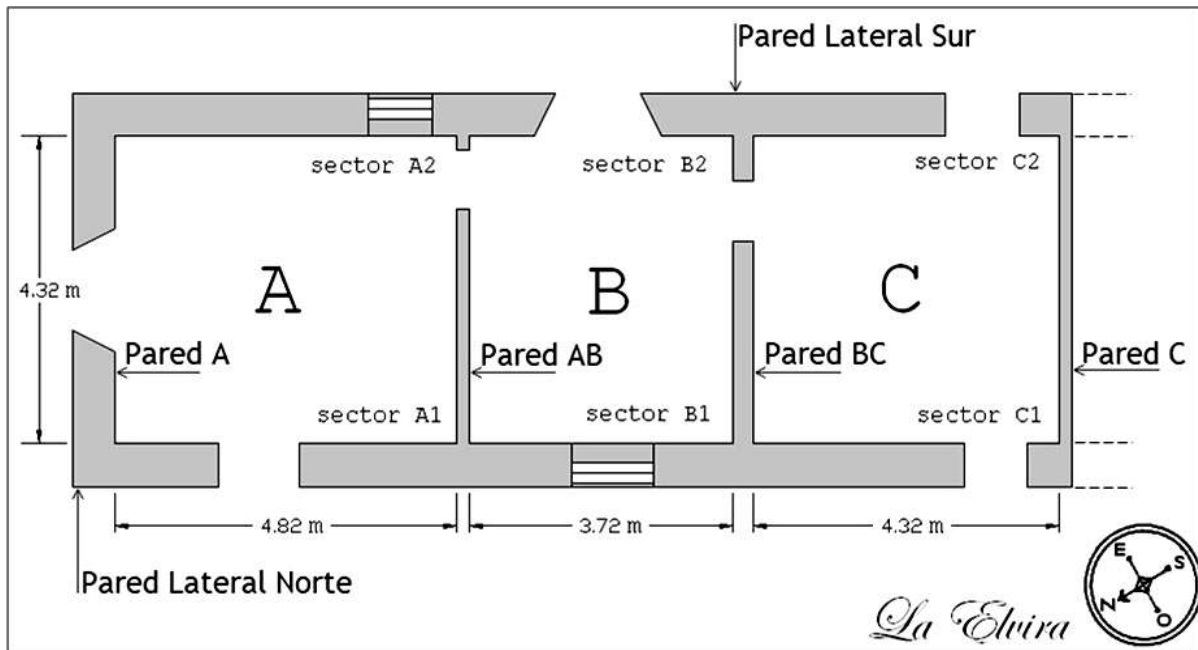 Pared Lateral Sur
sector A2
sector B2
sector C2
A
B
C
4.32 m
Pared A
Pared AB
Pared BC
Pared C
sector A1
sector B1
sector C1
4.82 m
3.72 m
4.32 m
Pared Lateral Norte
E
S
N
O
La Elvira